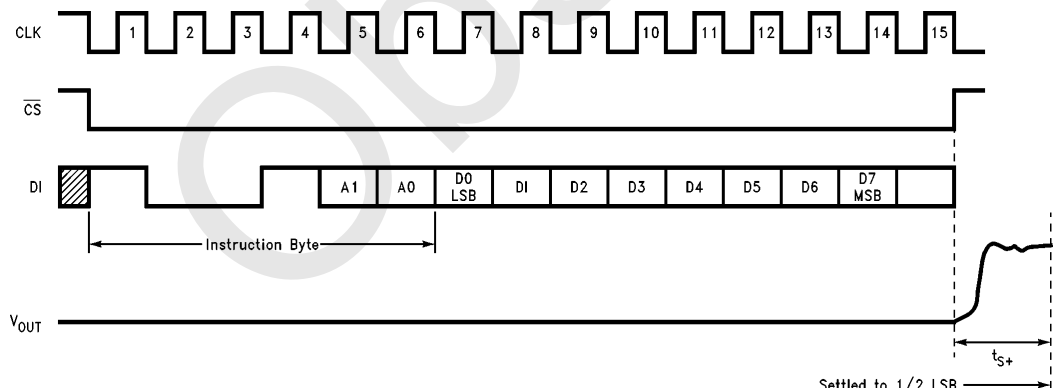 CLK 1 2 3 4 5 6 7 8 9 10 11 12 13 14 15
CS
DI A1 A0 D0 LSB DI D2 D3 D4 D5 D6 D7 MSB
Instruction Byte
VOUT
tS+
Settled to 1/2 LSB